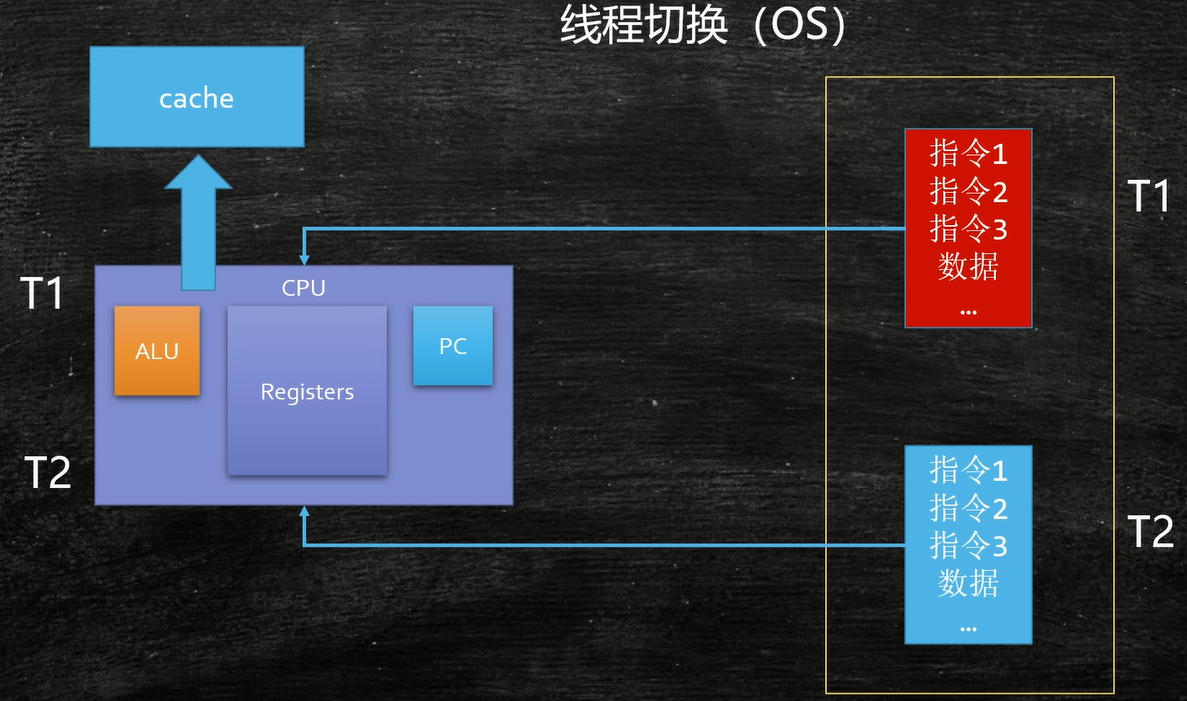 线程切换（OS）
cache
T1
CPU
ALU
Registers
PC
T2
指令1
指令2
指令3
数据
...
T1
指令1
指令2
指令3
数据
...
T2